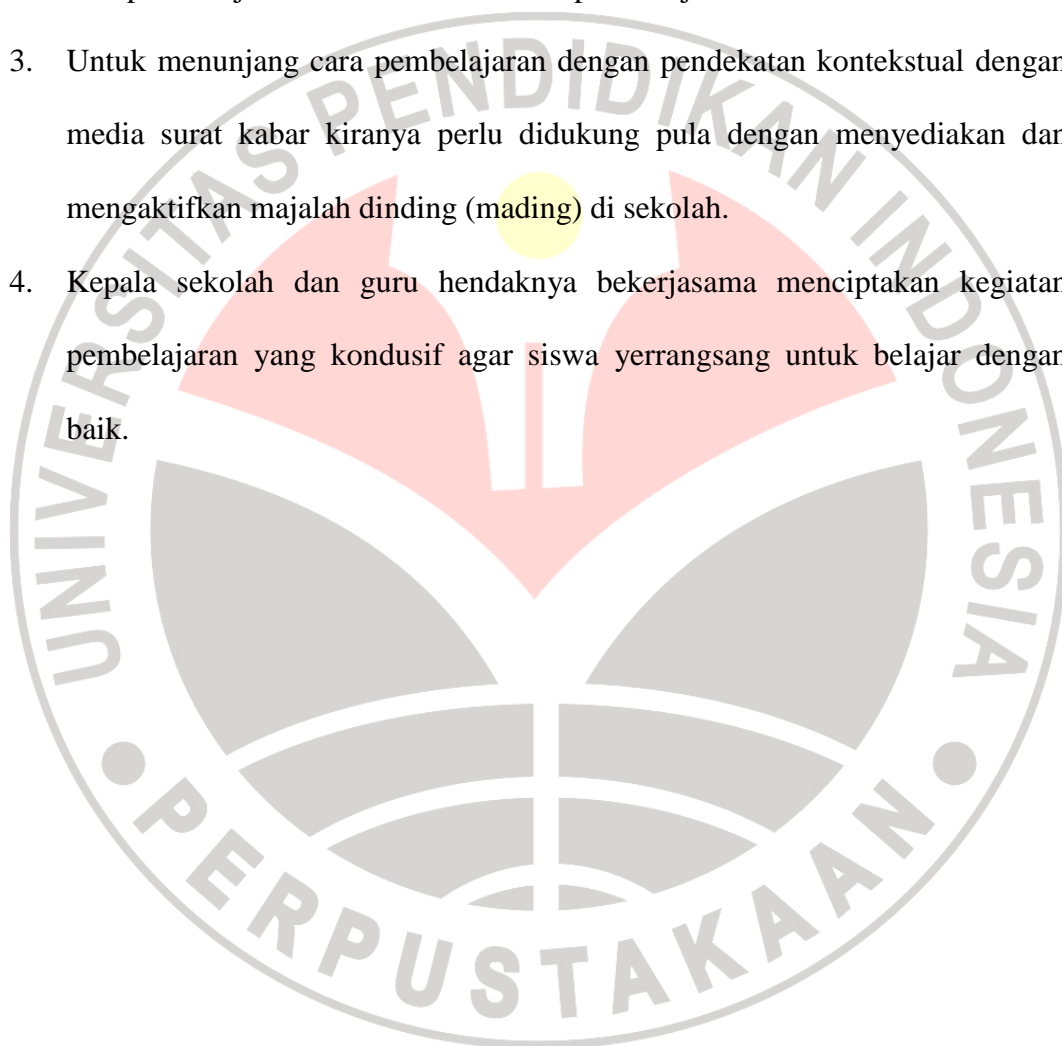 3. Untuk menunjang cara pembelajaran dengan pendekatan kontekstual dengan
media surat kabar kiranya perlu didukung pula dengan menyediakan dan
mengaktifkan majalah dinding (mading) di sekolah.
4. Kepala sekolah dan guru hendaknya bekerjasama menciptakan kegiatan
pembelajaran yang kondusif agar siswa yerrangsang untuk belajar dengan
baik.
UNIVERSITAS PENDIDIKAN INDONESIA
PERPUSTAKAAN